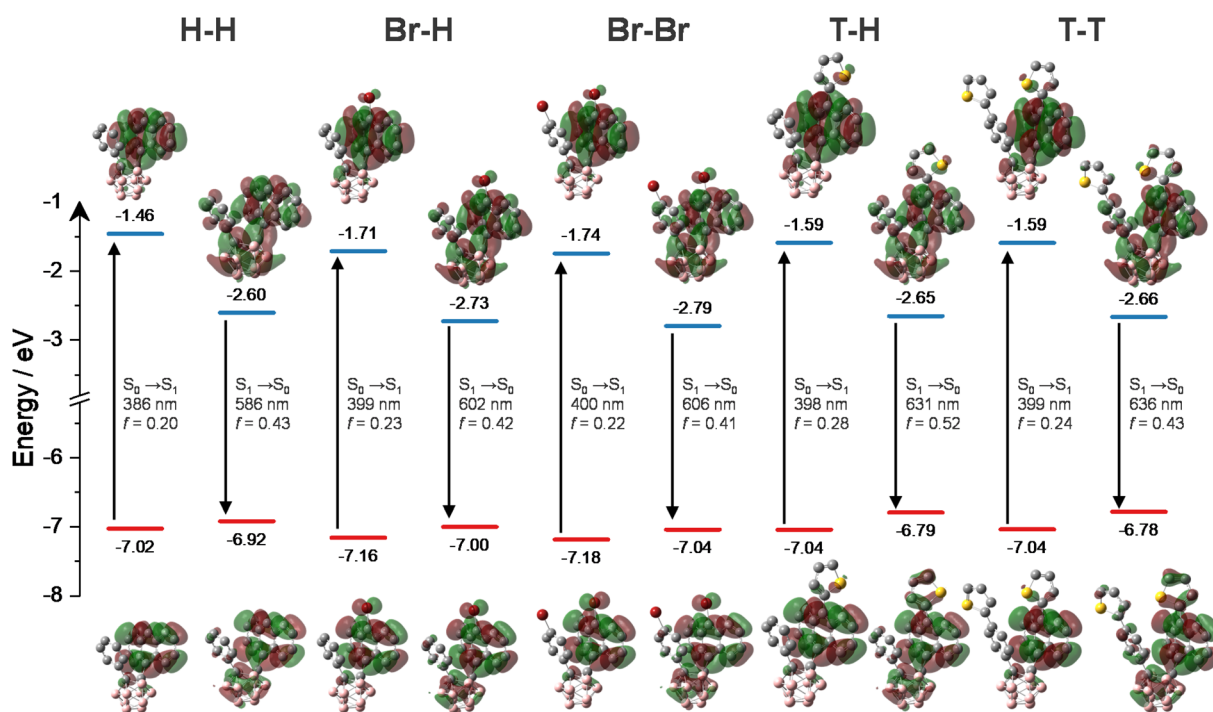 H-H
Br-H
Br-Br
T-H
T-T
Energy / eV
-1
-2
-3
-6
-7
-8
-1.46
-2.60
-1.71
-2.73
-1.74
-2.79
-1.59
-2.65
-1.59
-2.66
S₀→S₁
386 nm
f = 0.20
S₁→S₀
586 nm
f = 0.43
S₀→S₁
399 nm
f = 0.23
S₁→S₀
602 nm
f = 0.42
S₀→S₁
400 nm
f = 0.22
S₁→S₀
606 nm
f = 0.41
S₀→S₁
398 nm
f = 0.28
S₁→S₀
631 nm
f = 0.52
S₀→S₁
399 nm
f = 0.24
S₁→S₀
636 nm
f = 0.43
-7.02
-6.92
-7.16
-7.00
-7.18
-7.04
-7.04
-6.79
-7.04
-6.78